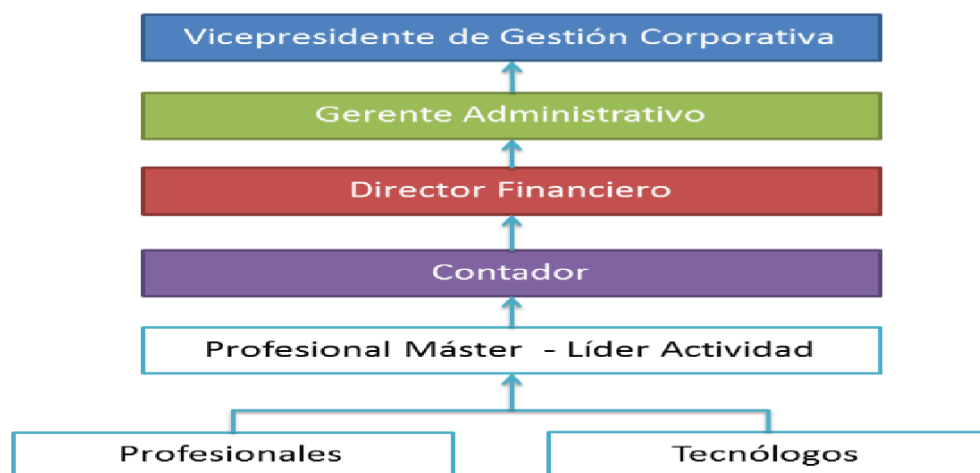 Vicepresidente de Gestión Corporativa
Gerente Administrativo
Director Financiero
Contador
Profesional Máster - Líder Actividad
Profesionales
Tecnólogos